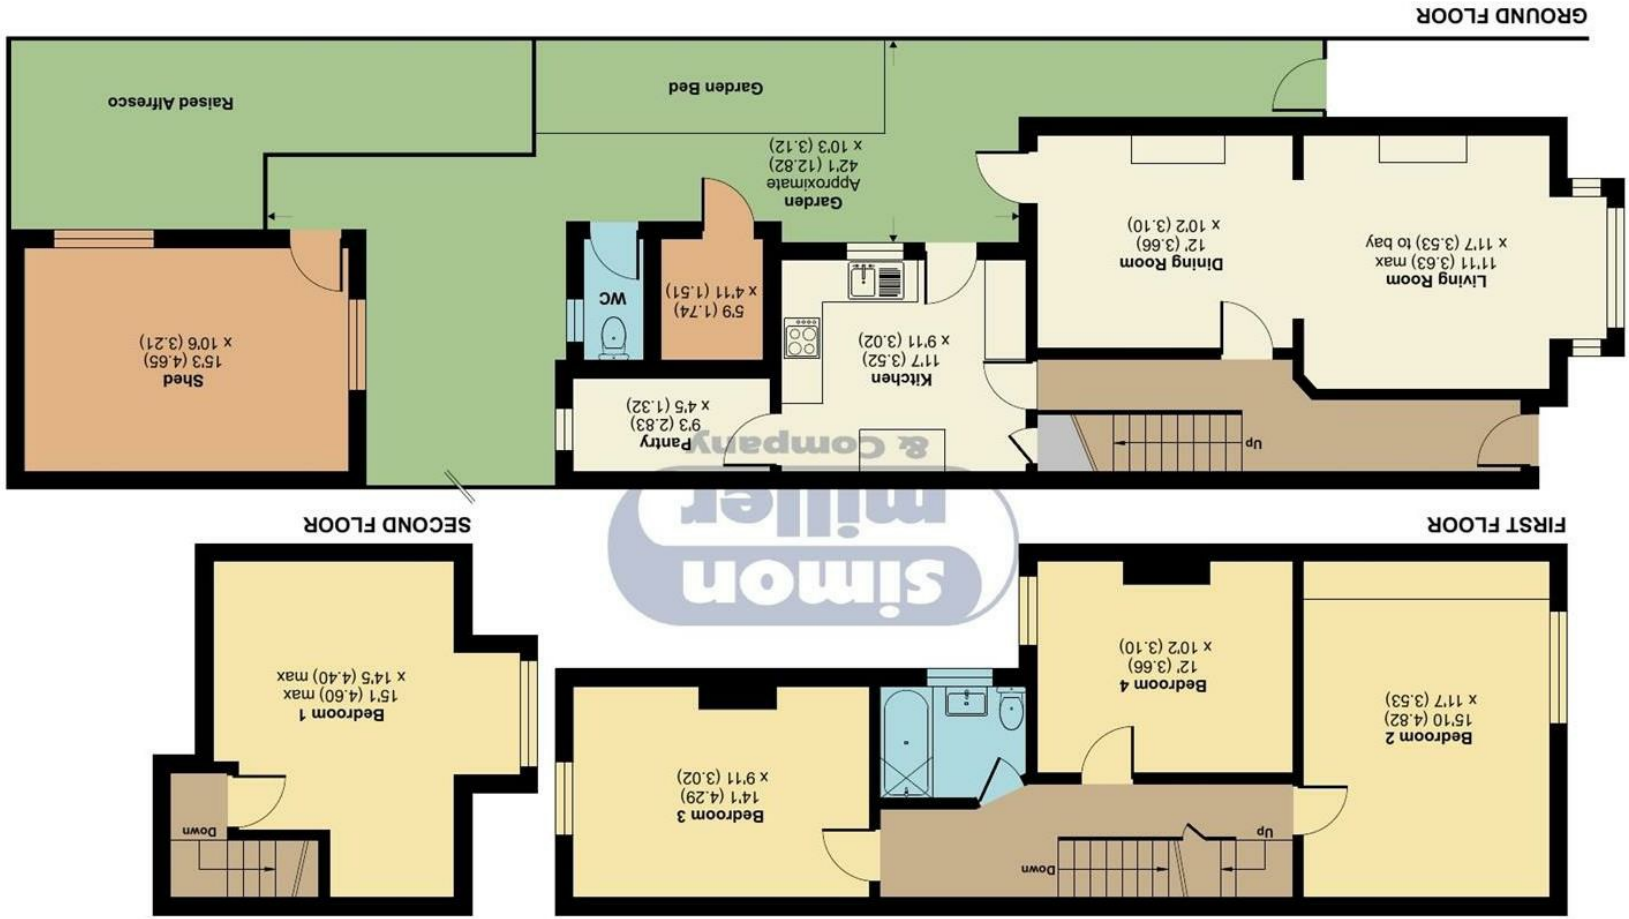 Down
Up
Down
Bedroom 3
14'1 (4.29)
x 9'11 (3.02)
Bedroom 2
15'10 (4.82)
x 11'7 (3.53)
Bedroom 4
12' (3.66)
x 10'2 (3.10)
Bedroom 1
15'1 (4.60) max
x 14'5 (4.40) max
simon
miller
& Company
FIRST FLOOR
SECOND FLOOR
Up
Pantry
9'3 (2.83)
x 4'5 (1.32)
Kitchen
11'7 (3.52)
x 9'11 (3.02)
Shed
15'3 (4.65)
x 10'6 (3.21)
WC
5'9 (1.74)
x 4'11 (1.51)
Living Room
11'11 (3.63) max
x 11'7 (3.53) to bay
Dining Room
12' (3.66)
x 10'2 (3.10)
Garden
Approximate
42'1 (12.82)
x 10'3 (3.12)
Garden Bed
Raised Alfresco
GROUND FLOOR